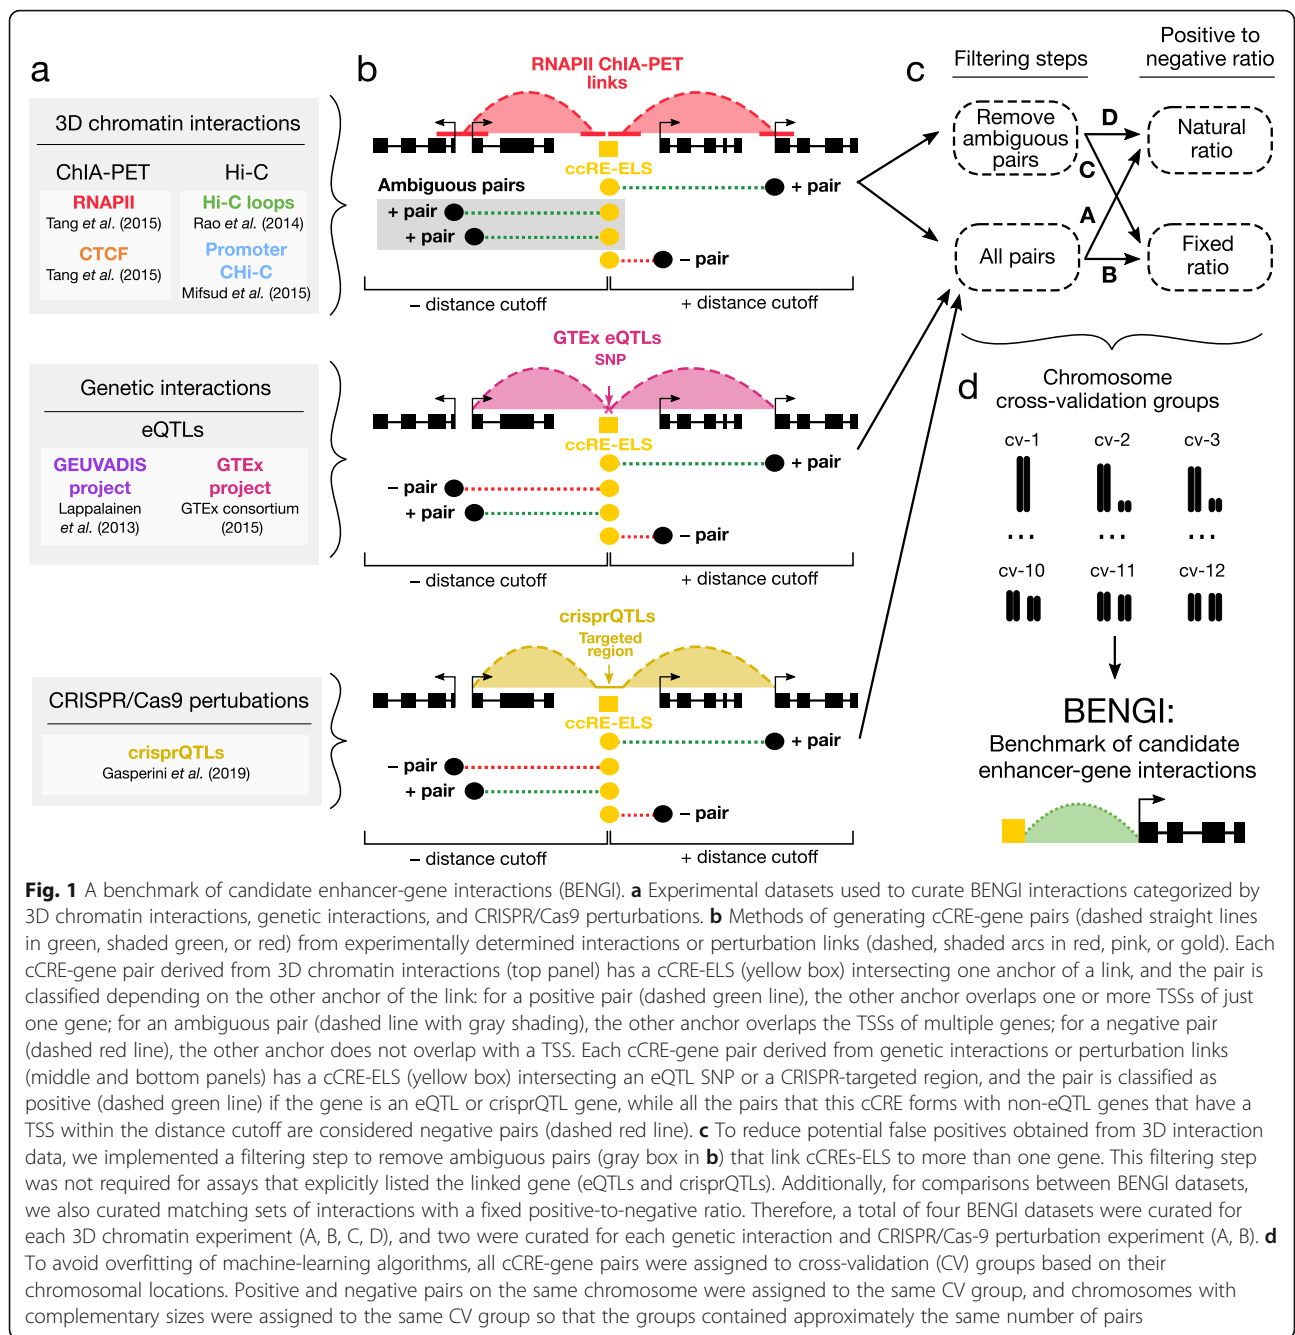 a
3D chromatin interactions
ChIA-PET
Hi-C
RNAPII
Tang et al. (2015)
Hi-C loops
Rao et al. (2014)
CTCF
Tang et al. (2015)
Promoter
CHi-C
Mifsud et al. (2015)
Genetic interactions
eQTLs
GEUVADIS
project
Lappalainen
et al. (2013)
GTEx
project
GTEx consortium
(2015)
CRISPR/Cas9 pertubations
crisprQTLs
Gasperini et al. (2019)
b
RNAPII ChIA-PET
links
ccRE-ELS
Ambiguous pairs
+ pair
+ pair
+ pair
– pair
– distance cutoff
+ distance cutoff
GTEx eQTLs
SNP
ccRE-ELS
+ pair
– pair
+ pair
– pair
– distance cutoff
+ distance cutoff
crisprQTLs
Targeted
region
ccRE-ELS
+ pair
– pair
+ pair
– pair
– distance cutoff
+ distance cutoff
c
Filtering steps
Positive to
negative ratio
Remove
ambiguous
pairs
D
C
Natural
ratio
A
All pairs
B
Fixed
ratio
d
Chromosome
cross-validation groups
cv-1
cv-2
cv-3
...
...
...
cv-10
cv-11
cv-12
BENGI:
Benchmark of candidate
enhancer-gene interactions
Fig. 1 A benchmark of candidate enhancer-gene interactions (BENGI). a Experimental datasets used to curate BENGI interactions categorized by
3D chromatin interactions, genetic interactions, and CRISPR/Cas9 perturbations. b Methods of generating cCRE-gene pairs (dashed straight lines
in green, shaded green, or red) from experimentally determined interactions or perturbation links (dashed, shaded arcs in red, pink, or gold). Each
cCRE-gene pair derived from 3D chromatin interactions (top panel) has a cCRE-ELS (yellow box) intersecting one anchor of a link, and the pair is
classified depending on the other anchor of the link: for a positive pair (dashed green line), the other anchor overlaps one or more TSSs of just
one gene; for an ambiguous pair (dashed line with gray shading), the other anchor overlaps the TSSs of multiple genes; for a negative pair
(dashed red line), the other anchor does not overlap with a TSS. Each cCRE-gene pair derived from genetic interactions or perturbation links
(middle and bottom panels) has a cCRE-ELS (yellow box) intersecting an eQTL SNP or a CRISPR-targeted region, and the pair is classified as
positive (dashed green line) if the gene is an eQTL or crisprQTL gene, while all the pairs that this cCRE forms with non-eQTL genes that have a
TSS within the distance cutoff are considered negative pairs (dashed red line). c To reduce potential false positives obtained from 3D interaction
data, we implemented a filtering step to remove ambiguous pairs (gray box in b) that link cCREs-ELS to more than one gene. This filtering step
was not required for assays that explicitly listed the linked gene (eQTLs and crisprQTLs). Additionally, for comparisons between BENGI datasets,
we also curated matching sets of interactions with a fixed positive-to-negative ratio. Therefore, a total of four BENGI datasets were curated for
each 3D chromatin experiment (A, B, C, D), and two were curated for each genetic interaction and CRISPR/Cas-9 perturbation experiment (A, B). d
To avoid overfitting of machine-learning algorithms, all cCRE-gene pairs were assigned to cross-validation (CV) groups based on their
chromosomal locations. Positive and negative pairs on the same chromosome were assigned to the same CV group, and chromosomes with
complementary sizes were assigned to the same CV group so that the groups contained approximately the same number of pairs